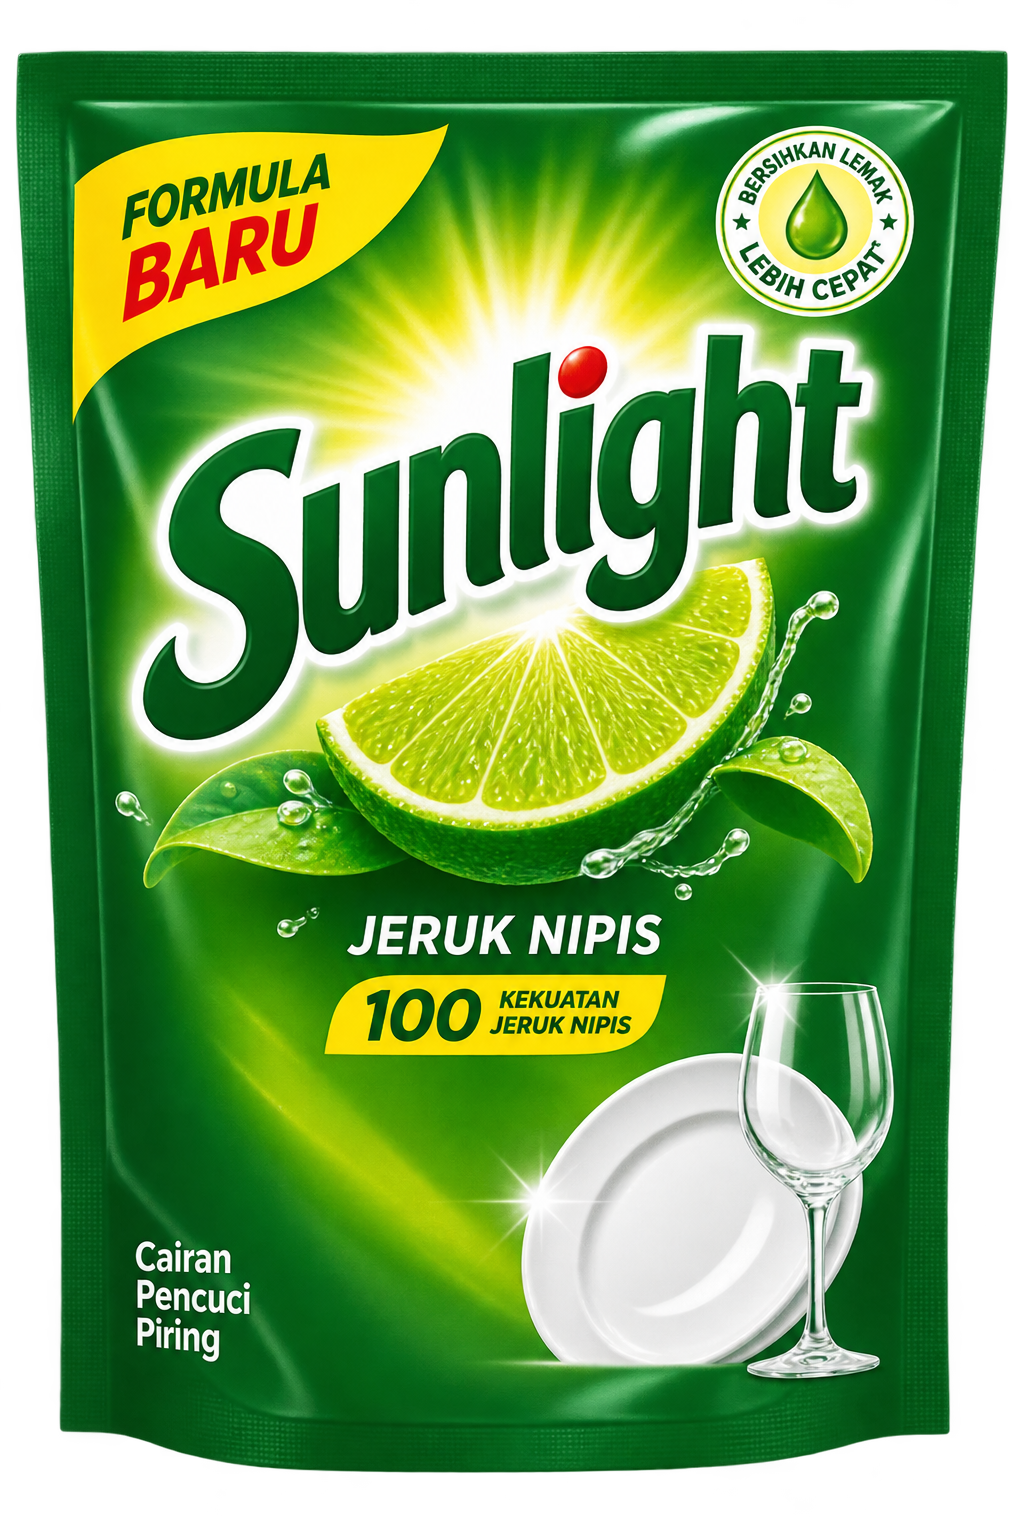 FORMULA
BARU
BERSIHKAN LEMAK
LEBIH CEPAT*
Sunlight
JERUK NIPIS
100 KEKUATAN
JERUK NIPIS
Cairan
Pencuci
Piring